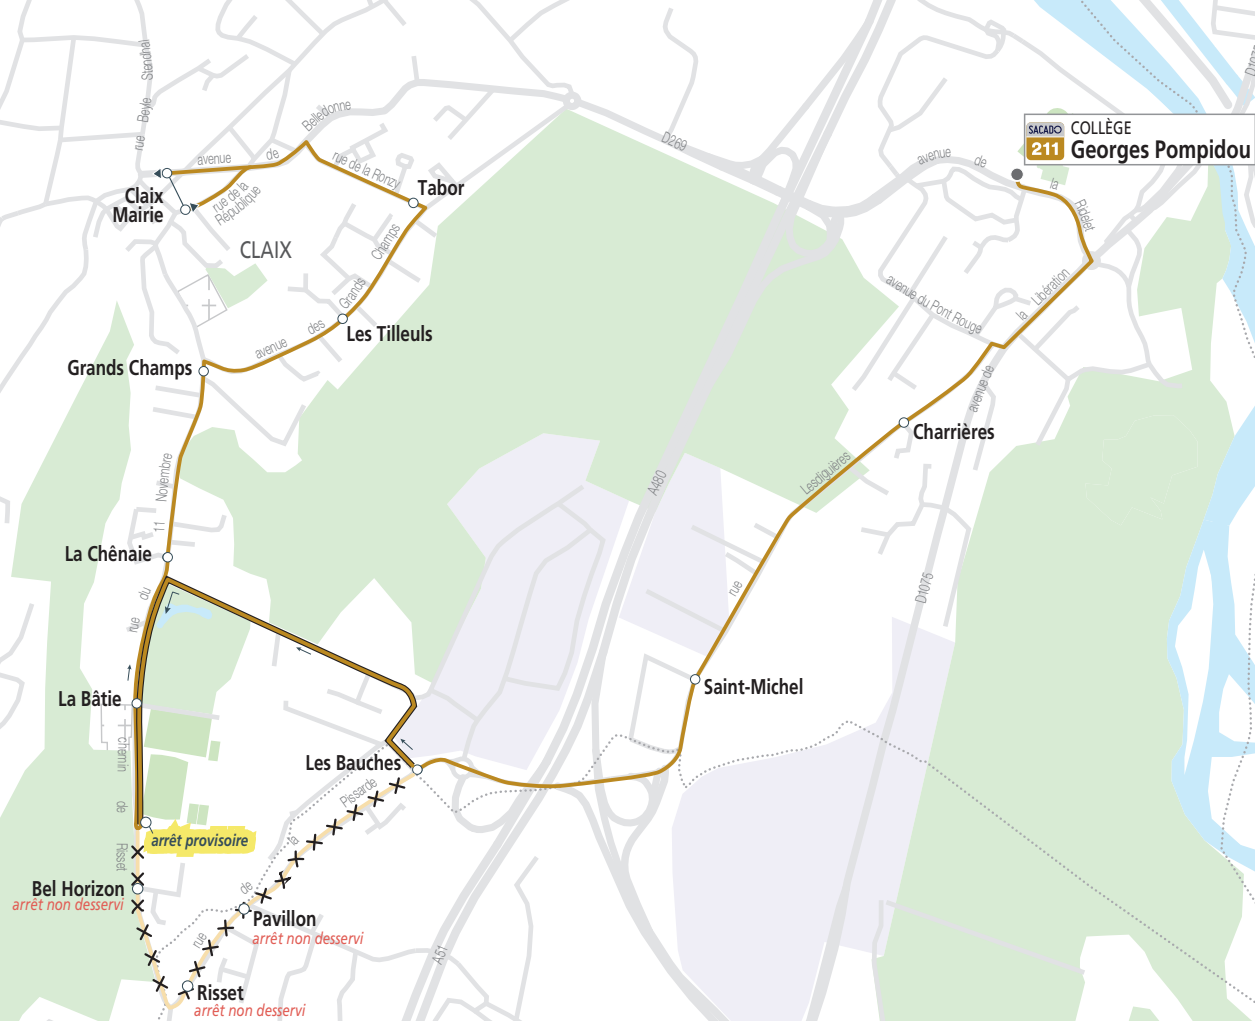 rue Beyle Stendhal
avenue de Belledonne
D269
SACADO
211
COLLÈGE
Georges Pompidou
avenue de la Ridelet
Claix
Mairie
rue de la
République
rue de la Ronzy
Tabor
CLAIX
avenue des Grands Champs
Les Tilleuls
avenue du Pont Rouge
avenue de la Libération
Grands Champs
Charrières
rue Lesdiguières
A480
rue du 11 Novembre
La Chênaie
D1075
La Bâtie
Saint-Michel
Les Bauches
chemin de Risset
rue de la Pissarde
arrêt provisoire
Bel Horizon
arrêt non desservi
Pavillon
arrêt non desservi
A51
Risset
arrêt non desservi